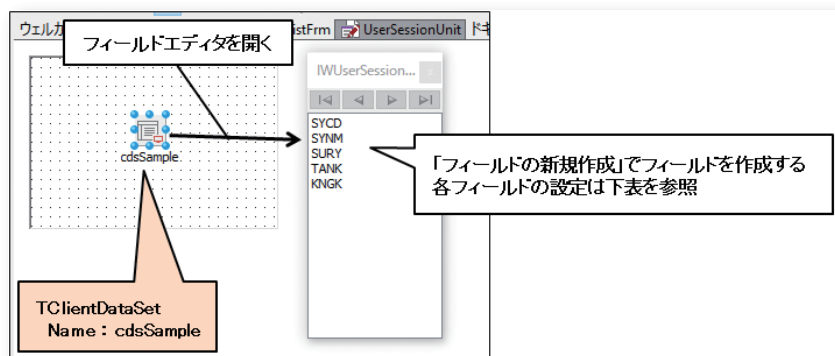 ウェルカ
istFrm
UserSessionUnit
フィールドエディタを開く
IWUserSession...
SYCD
SYNM
SURY
TANK
KNGK
cdsSample
「フィールドの新規作成」でフィールドを作成する
各フィールドの設定は下表を参照
TClientDataSet
Name：cdsSample